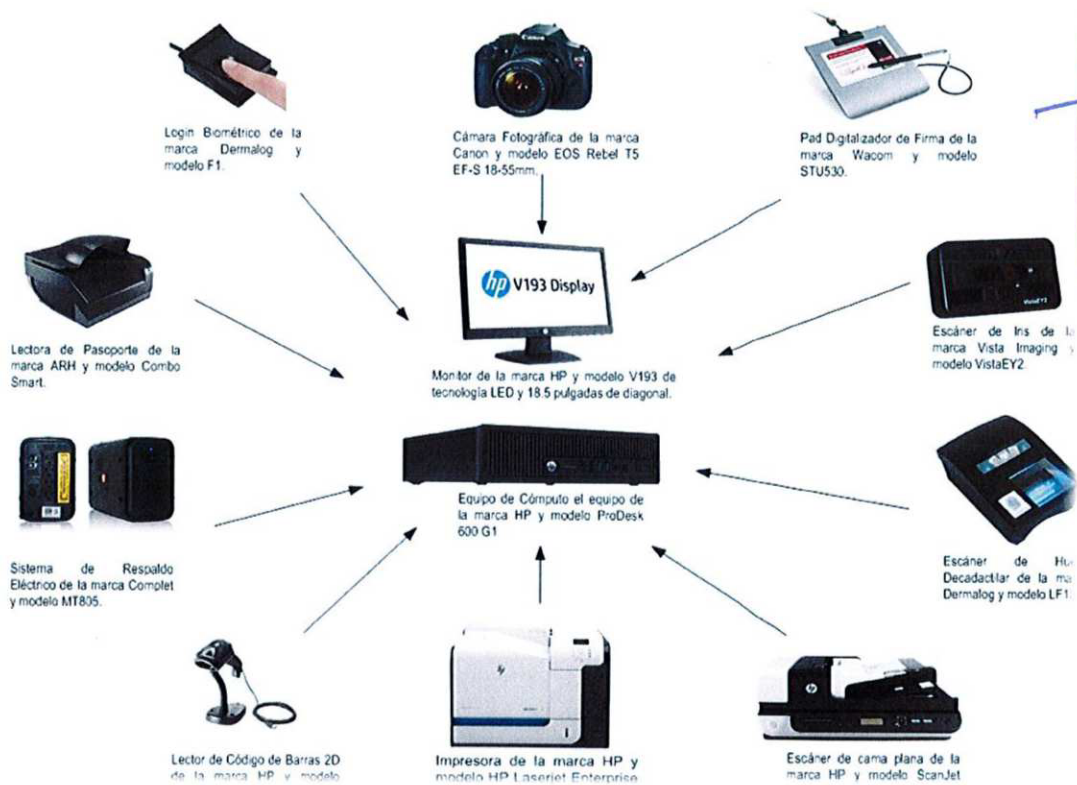 Canon
Login Biométrico de la
marca Dermalog y
modelo F1.
Cámara Fotográfica de la marca
Canon y modelo EOS Rebel T5
EF-S 18-55mm.
Pad Digitalizador de Firma de la
marca Wacom y modelo
STU530.
hp V193 Display
Monitor de la marca HP y modelo V193 de
tecnología LED y 18.5 pulgadas de diagonal.
Lectora de Pasoporte de la
marca ARH y modelo Combo
Smart.
VistaEY2
Escáner de Iris de la
marca Vista Imaging y
modelo VistaEY2.
Equipo de Cómputo el equipo de
la marca HP y modelo ProDesk
600 G1
Sistema de Respaldo
Eléctrico de la marca Complet
y modelo MT805.
Escáner de
Decadactilar de la
Dermalog y modelo
Lector de Código de Barras 2D
de la marca HP y modelo
hp
Impresora de la marca HP y
modelo HP Laserjet Enterprise
hp
Escáner de cama plana de la
marca HP y modelo ScanJet